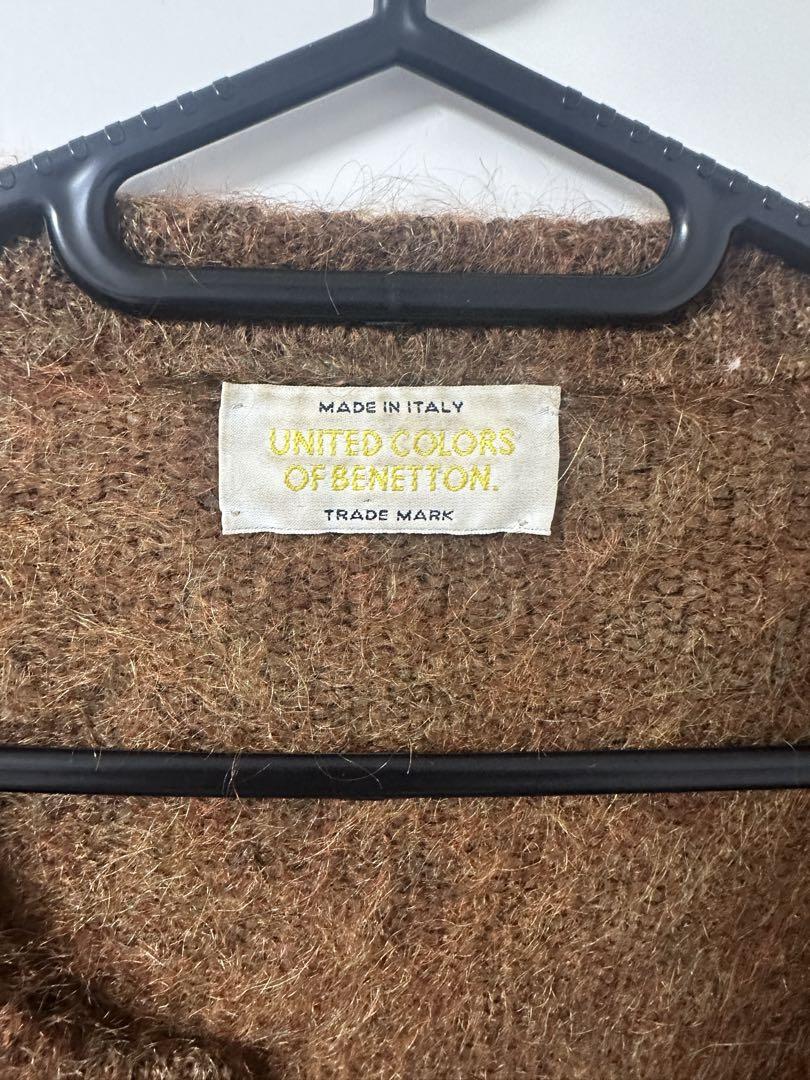 MADE IN ITALY
UNITED COLORS
OF BENETTON.
TRADE MARK